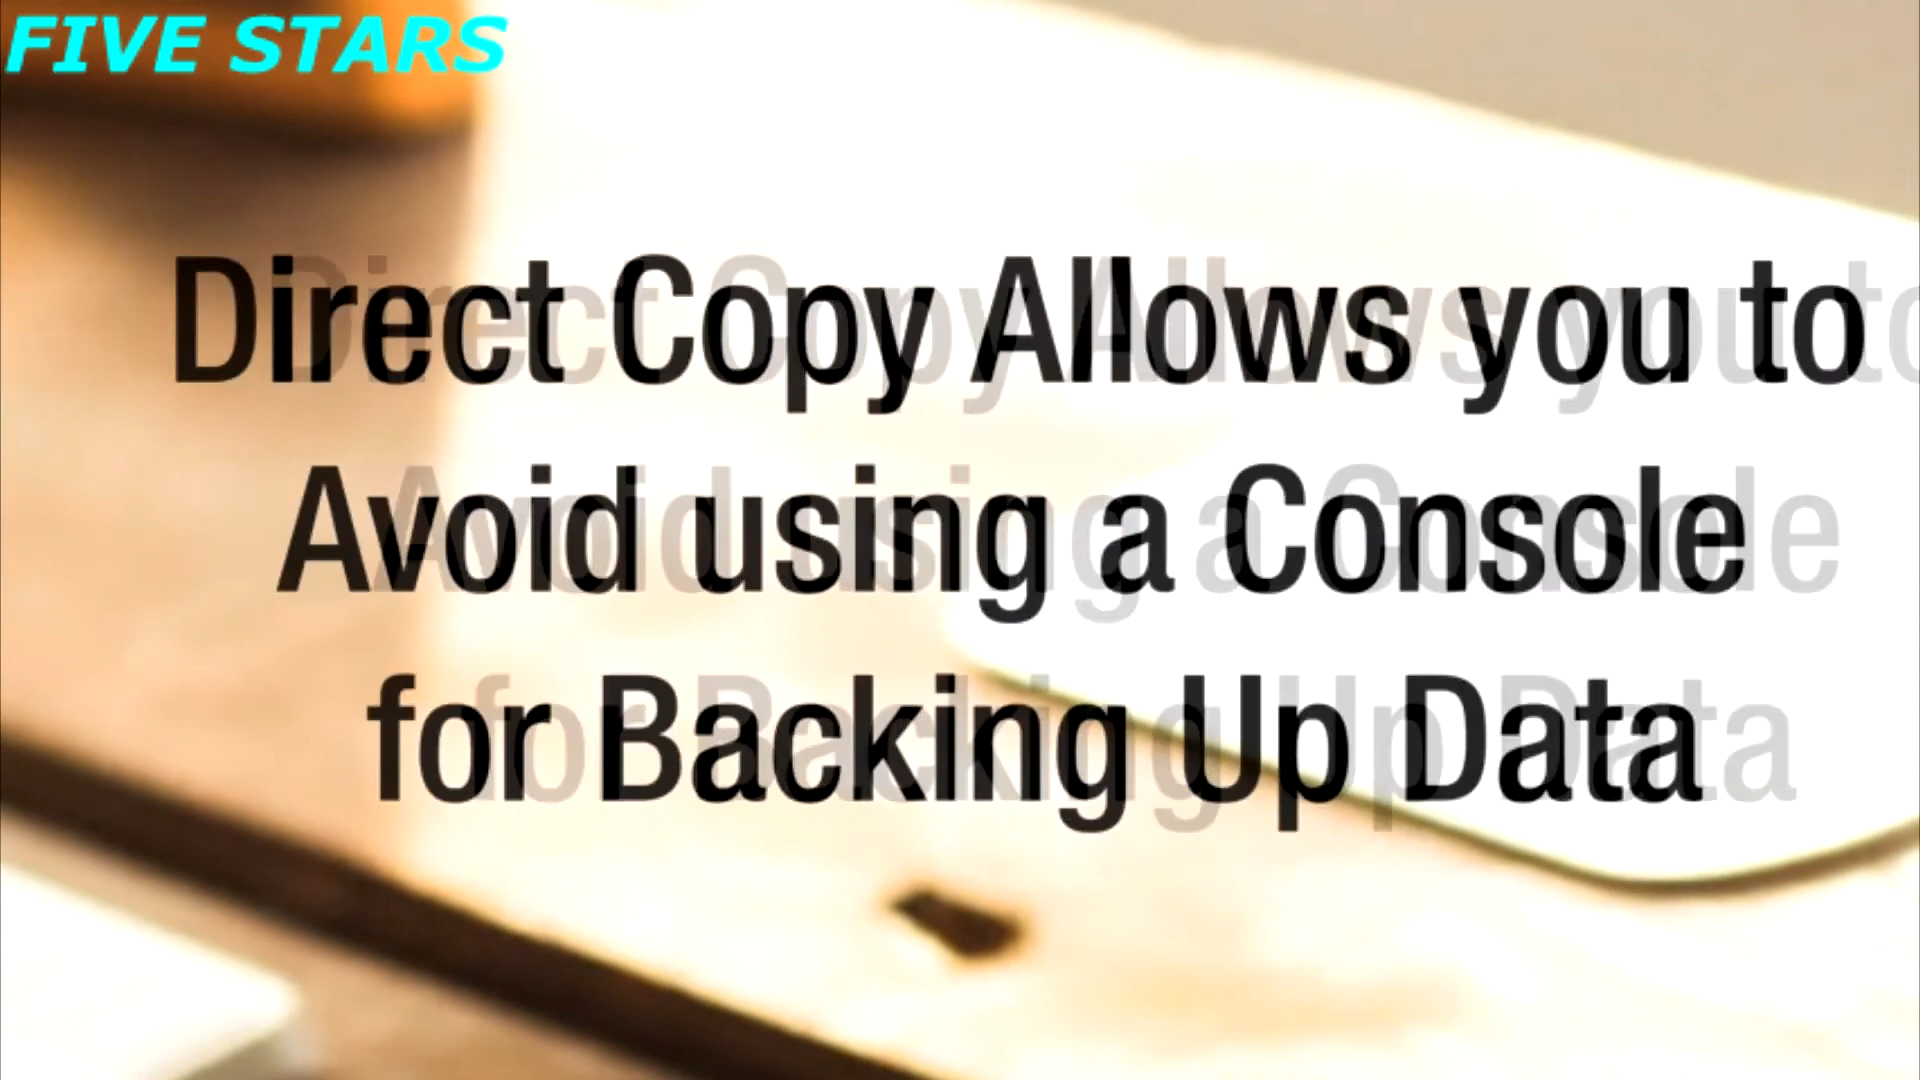 FIVE STARS
Direct Copy Allows you to
Avoid using a Console
for Backing Up Data